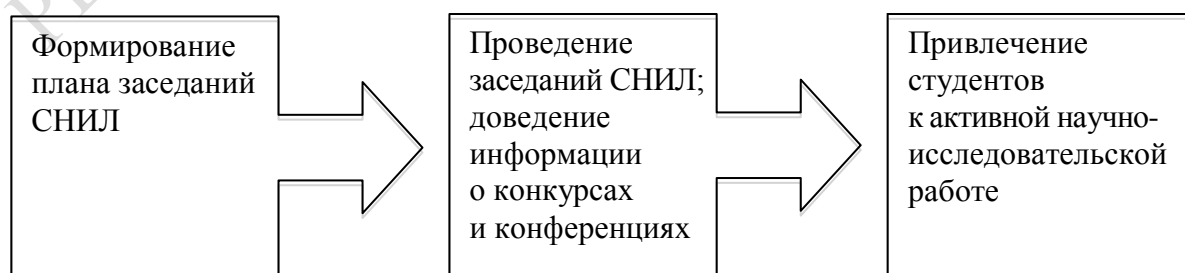 Формирование
плана заседаний
СНИЛ
Проведение
заседаний СНИЛ;
доведение
информации
о конкурсах
и конференциях
Привлечение
студентов
к активной научно-
исследовательской
работе